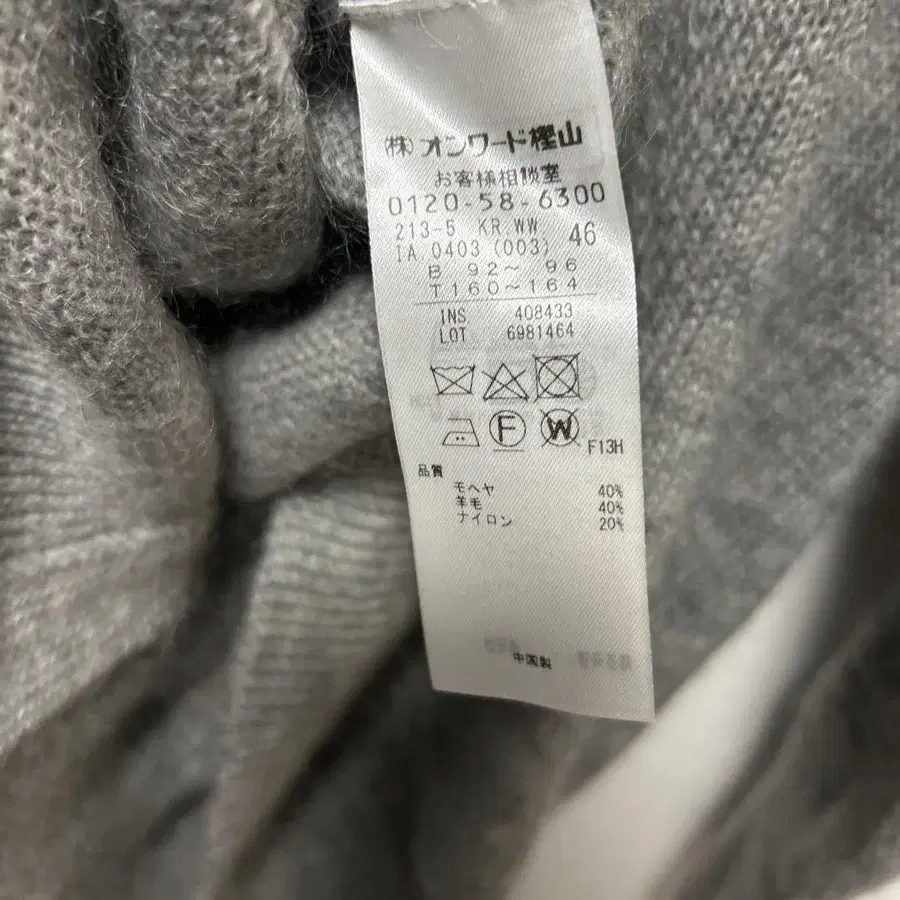 (株)オンワード樫山
お客様相談室
0120-58-6300
213-5 KR WW 46
IA 0403 (003)
B 92〜 96
T160〜164
INS 408433
LOT 6981464
F W F13H
品質
モヘヤ 40%
羊毛 40%
ナイロン 20%
中国製